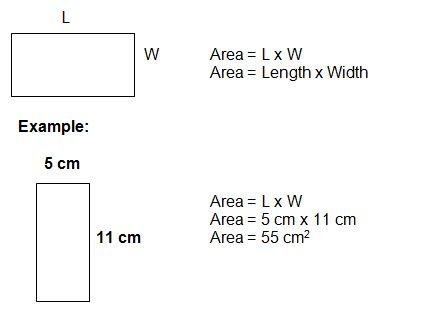 L
W
Area = L x W
Area = Length x Width
Example:
5 cm
11 cm
Area = L x W
Area = 5 cm x 11 cm
Area = 55 cm²